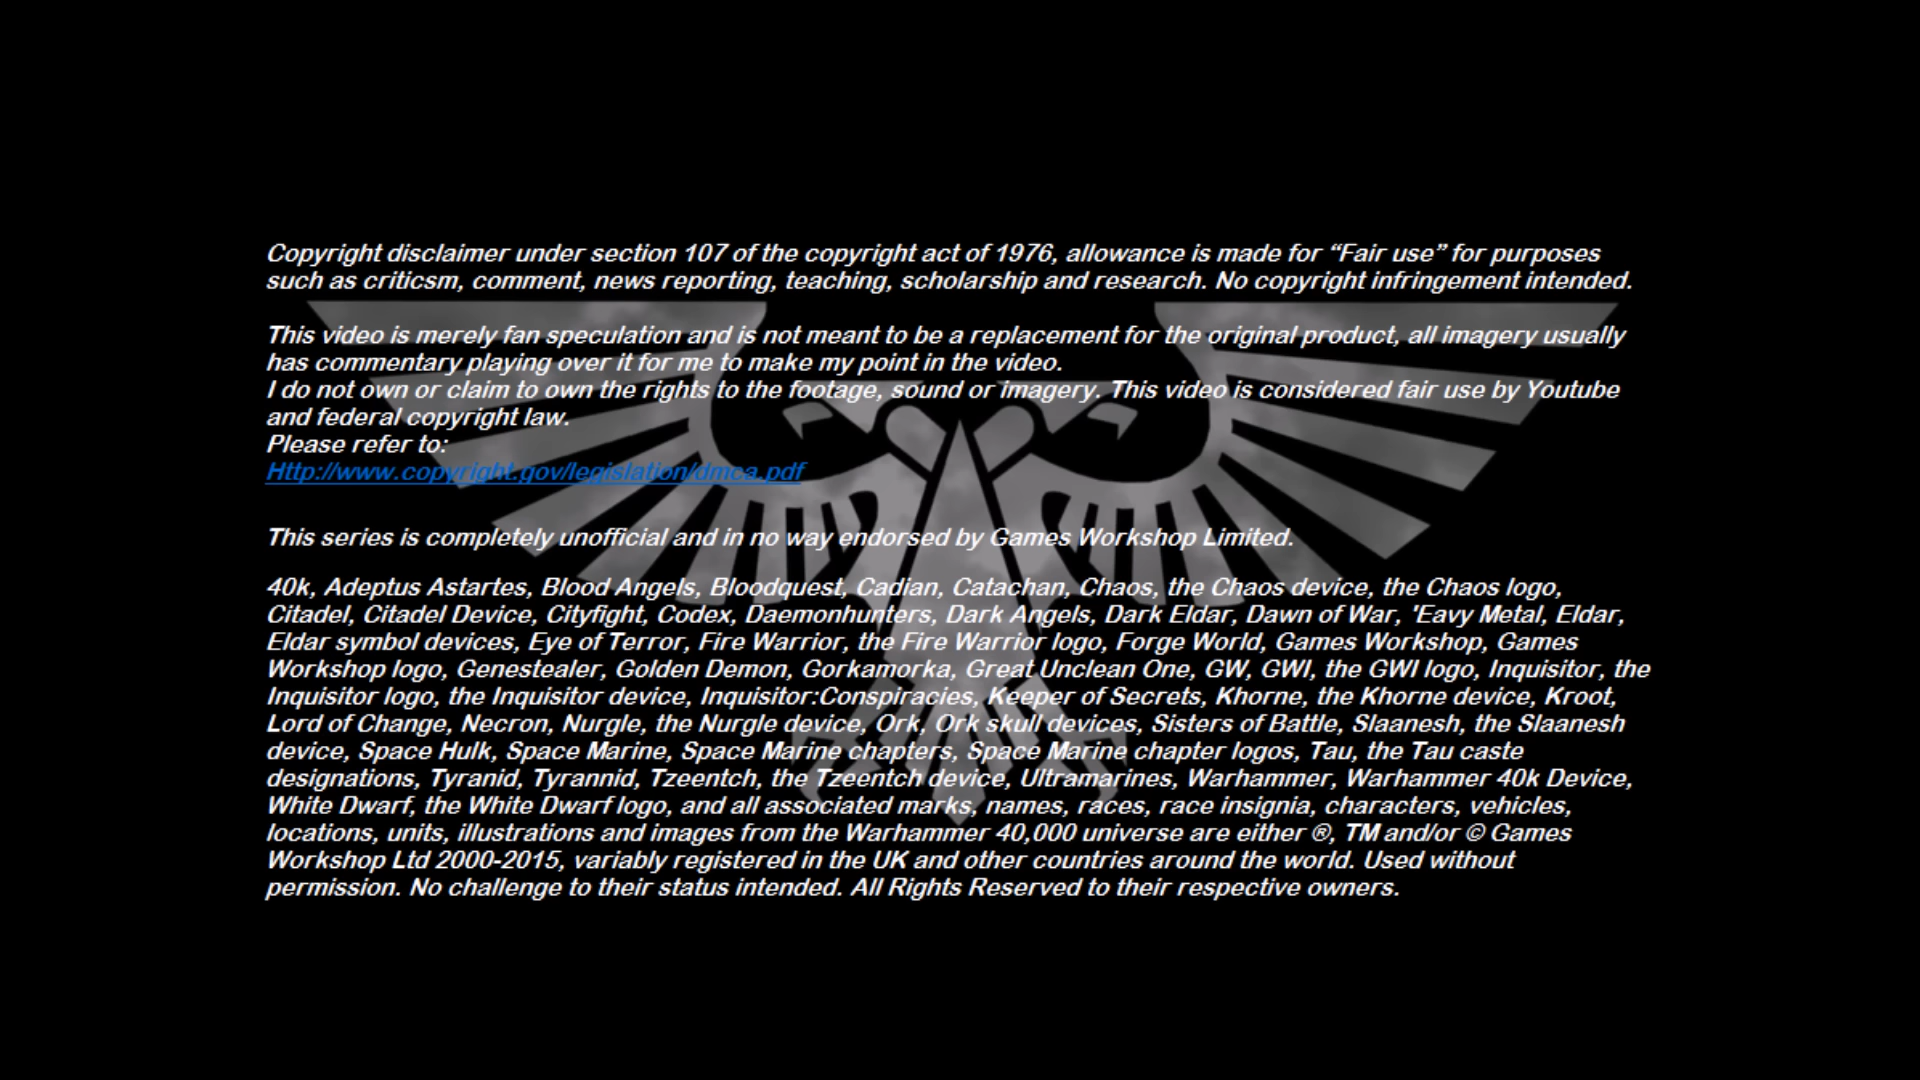 Copyright disclaimer under section 107 of the copyright act of 1976, allowance is made for “Fair use” for purposes
such as criticsm, comment, news reporting, teaching, scholarship and research. No copyright infringement intended.
This video is merely fan speculation and is not meant to be a replacement for the original product, all imagery usually
has commentary playing over it for me to make my point in the video.
I do not own or claim to own the rights to the footage, sound or imagery. This video is considered fair use by Youtube
and federal copyright law.
Please refer to:
Http://www.copyright.gov/legislation/dmca.pdf
This series is completely unofficial and in no way endorsed by Games Workshop Limited.
40k, Adeptus Astartes, Blood Angels, Bloodquest, Cadian, Catachan, Chaos, the Chaos device, the Chaos logo,
Citadel, Citadel Device, Cityfight, Codex, Daemonhunters, Dark Angels, Dark Eldar, Dawn of War, 'Eavy Metal, Eldar,
Eldar symbol devices, Eye of Terror, Fire Warrior, the Fire Warrior logo, Forge World, Games Workshop, Games
Workshop logo, Genestealer, Golden Demon, Gorkamorka, Great Unclean One, GW, GWI, the GWI logo, Inquisitor, the
Inquisitor logo, the Inquisitor device, Inquisitor:Conspiracies, Keeper of Secrets, Khorne, the Khorne device, Kroot,
Lord of Change, Necron, Nurgle, the Nurgle device, Ork, Ork skull devices, Sisters of Battle, Slaanesh, the Slaanesh
device, Space Hulk, Space Marine, Space Marine chapters, Space Marine chapter logos, Tau, the Tau caste
designations, Tyranid, Tyrannid, Tzeentch, the Tzeentch device, Ultramarines, Warhammer, Warhammer 40k Device,
White Dwarf, the White Dwarf logo, and all associated marks, names, races, race insignia, characters, vehicles,
locations, units, illustrations and images from the Warhammer 40,000 universe are either ®, TM and/or © Games
Workshop Ltd 2000-2015, variably registered in the UK and other countries around the world. Used without
permission. No challenge to their status intended. All Rights Reserved to their respective owners.